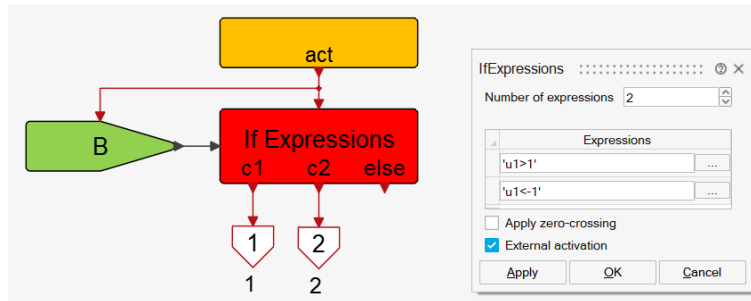 act
B
If Expressions
c1 c2 else
1 2
1 2
IfExpressions
Number of expressions 2
Expressions
'u1>1' ...
'u1<-1' ...
Apply zero-crossing
External activation
Apply OK Cancel